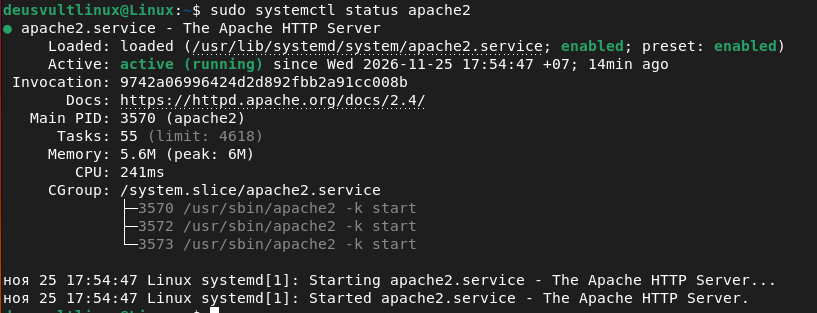 deusvultlinux@Linux:~$ sudo systemctl status apache2
● apache2.service - The Apache HTTP Server
     Loaded: loaded (/usr/lib/systemd/system/apache2.service; enabled; preset: enabled)
     Active: active (running) since Wed 2026-11-25 17:54:47 +07; 14min ago
 Invocation: 9742a06996424d2d892fbb2a91cc008b
       Docs: https://httpd.apache.org/docs/2.4/
   Main PID: 3570 (apache2)
      Tasks: 55 (limit: 4618)
     Memory: 5.6M (peak: 6M)
        CPU: 241ms
     CGroup: /system.slice/apache2.service
             ├─3570 /usr/sbin/apache2 -k start
             ├─3572 /usr/sbin/apache2 -k start
             └─3573 /usr/sbin/apache2 -k start

ноя 25 17:54:47 Linux systemd[1]: Starting apache2.service - The Apache HTTP Server...
ноя 25 17:54:47 Linux systemd[1]: Started apache2.service - The Apache HTTP Server.
deusvultlinux@Linux:~$